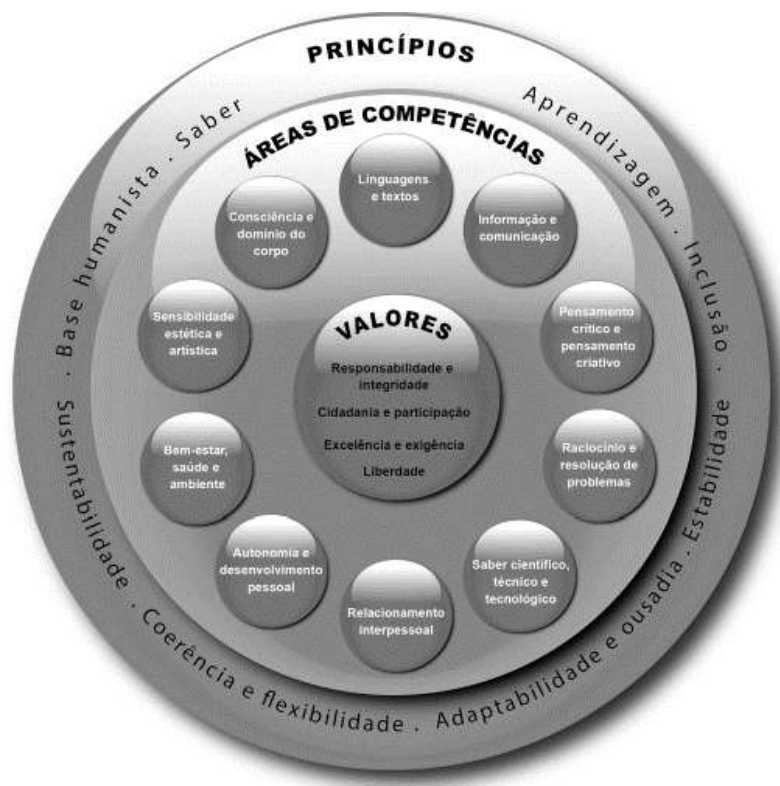 PRINCÍPIOS
Base humanista . Saber
Aprendizagem . Inclusão .
Sustentabilidade . Coerência e flexibilidade . Adaptabilidade e ousadia . Estabilidade .
ÁREAS DE COMPETÊNCIAS
Linguagens
e textos
Informação e
comunicação
Pensamento
crítico e
pensamento
criativo
Raciocínio e
resolução de
problemas
Saber científico,
técnico e
tecnológico
Relacionamento
interpessoal
Autonomia e
desenvolvimento
pessoal
Bem-estar,
saúde e
ambiente
Sensibilidade
estética e
artística
Consciência e
domínio do
corpo
VALORES
Responsabilidade e
integridade
Cidadania e participação
Excelência e exigência
Liberdade